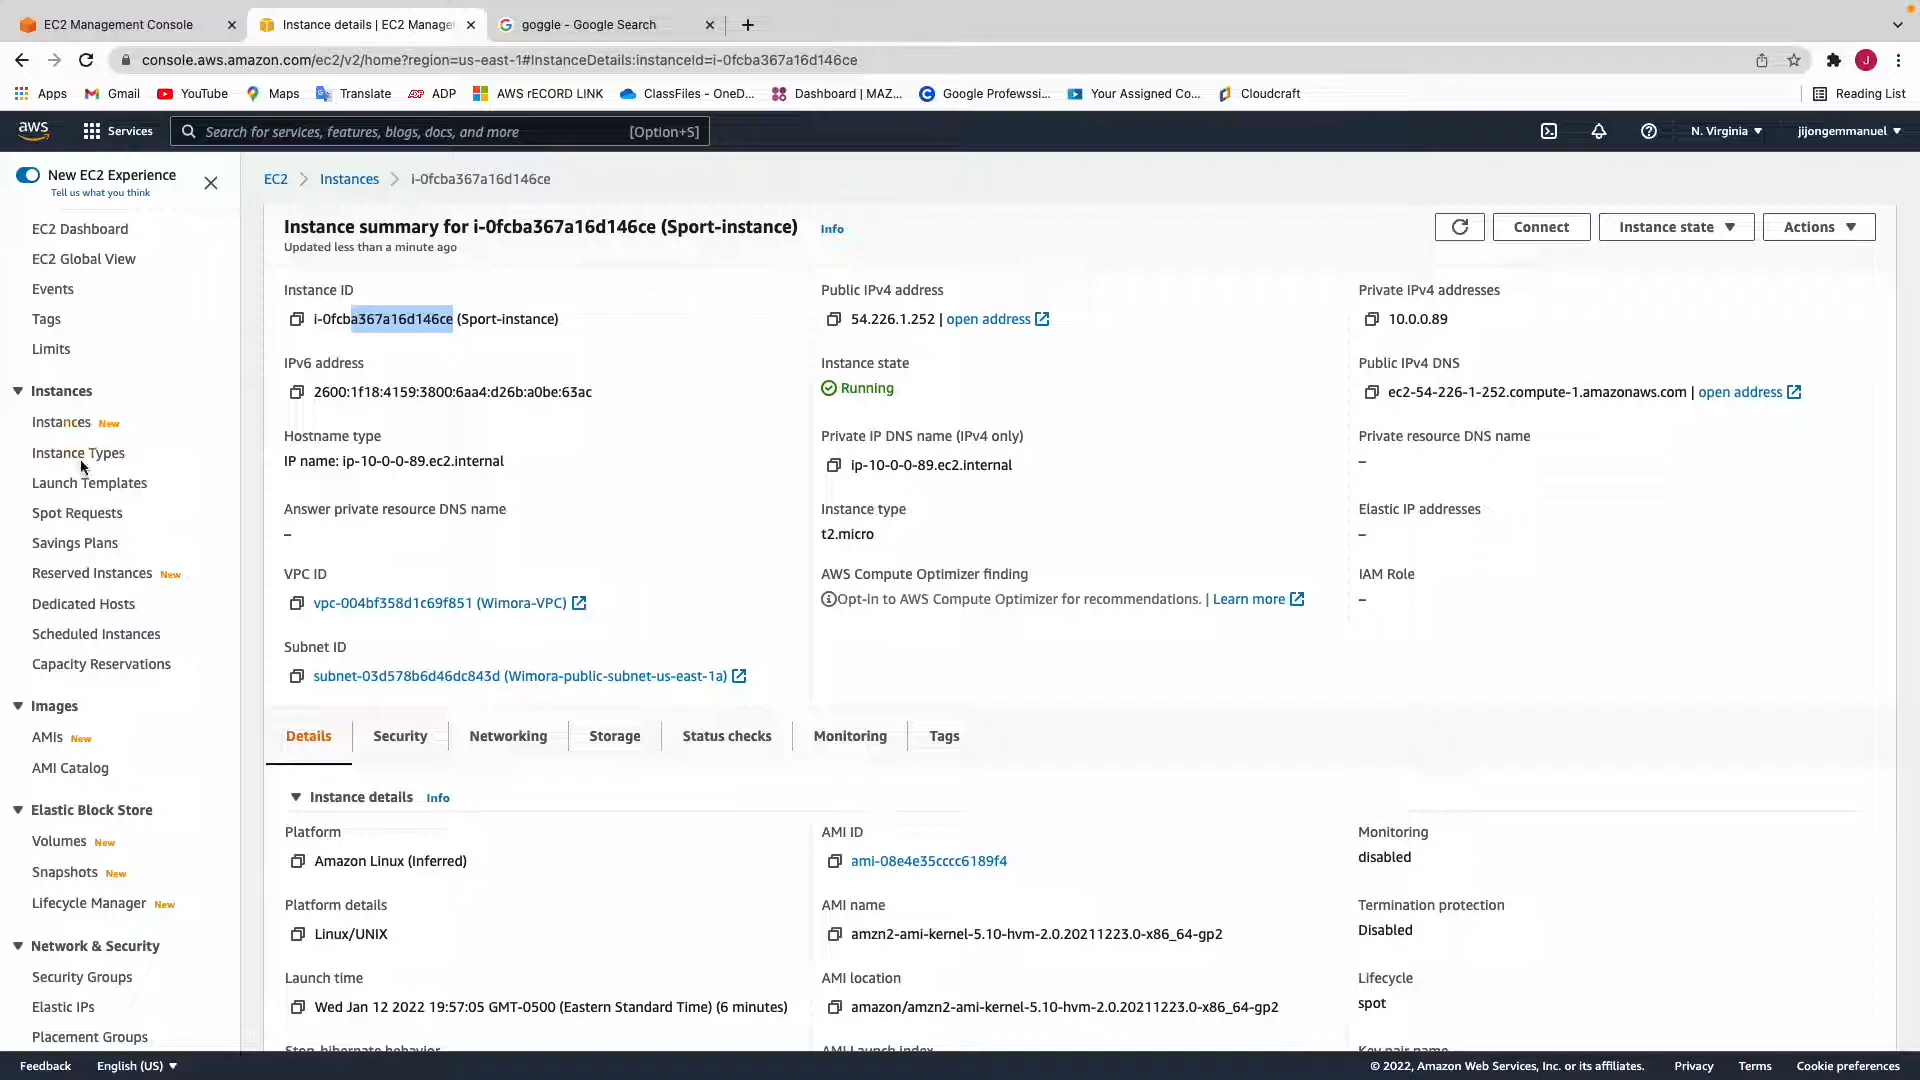 EC2 Management Console
Instance details | EC2 Manage
goggle - Google Search
console.aws.amazon.com/ec2/v2/home?region=us-east-1#InstanceDetails:instanceId=i-0fcba367a16d146ce
J
Apps
Gmail
YouTube
Maps
Translate
ADP
AWS rECORD LINK
ClassFiles - OneD...
Dashboard | MAZ...
Google Profewssi...
Your Assigned Co...
Cloudcraft
Reading List
aws
Services
Search for services, features, blogs, docs, and more
[Option+S]
N. Virginia
jijongemmanuel
New EC2 Experience
Tell us what you think
EC2 Dashboard
EC2 Global View
Events
Tags
Limits
Instances
Instances New
Instance Types
Launch Templates
Spot Requests
Savings Plans
Reserved Instances New
Dedicated Hosts
Scheduled Instances
Capacity Reservations
Images
AMIs New
AMI Catalog
Elastic Block Store
Volumes New
Snapshots New
Lifecycle Manager New
Network & Security
Security Groups
Elastic IPs
Placement Groups
EC2 > Instances > i-0fcba367a16d146ce
Instance summary for i-0fcba367a16d146ce (Sport-instance) Info
Updated less than a minute ago
Connect
Instance state
Actions
Instance ID
i-0fcba367a16d146ce (Sport-instance)
Public IPv4 address
54.226.1.252 | open address
Private IPv4 addresses
10.0.0.89
IPv6 address
2600:1f18:4159:3800:6aa4:d26b:a0be:63ac
Instance state
Running
Public IPv4 DNS
ec2-54-226-1-252.compute-1.amazonaws.com | open address
Hostname type
IP name: ip-10-0-0-89.ec2.internal
Private IP DNS name (IPv4 only)
ip-10-0-0-89.ec2.internal
Private resource DNS name
–
Answer private resource DNS name
–
Instance type
t2.micro
Elastic IP addresses
–
VPC ID
vpc-004bf358d1c69f851 (Wimora-VPC)
AWS Compute Optimizer finding
Opt-in to AWS Compute Optimizer for recommendations. | Learn more
IAM Role
–
Subnet ID
subnet-03d578b6d46dc843d (Wimora-public-subnet-us-east-1a)
Details
Security
Networking
Storage
Status checks
Monitoring
Tags
Instance details Info
Platform
Amazon Linux (Inferred)
AMI ID
ami-08e4e35cccc6189f4
Monitoring
disabled
Platform details
Linux/UNIX
AMI name
amzn2-ami-kernel-5.10-hvm-2.0.20211223.0-x86_64-gp2
Termination protection
Disabled
Launch time
Wed Jan 12 2022 19:57:05 GMT-0500 (Eastern Standard Time) (6 minutes)
AMI location
amazon/amzn2-ami-kernel-5.10-hvm-2.0.20211223.0-x86_64-gp2
Lifecycle
spot
Stop-hibernate behavior
AMI Launch index
Key pair name
Feedback
English (US)
© 2022, Amazon Web Services, Inc. or its affiliates.
Privacy
Terms
Cookie preferences